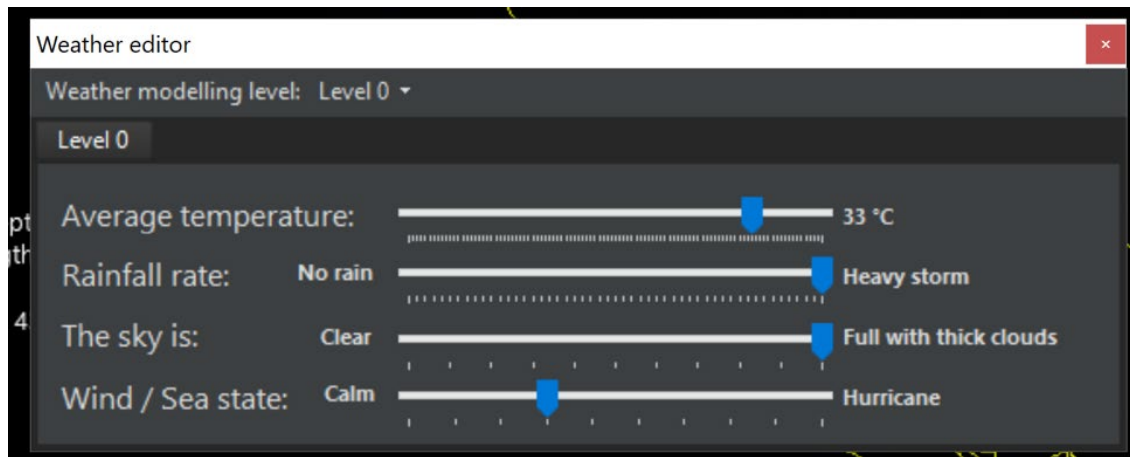 Weather editor ×
Weather modelling level: Level 0
Level 0
Average temperature: 33 °C
Rainfall rate: No rain Heavy storm
The sky is: Clear Full with thick clouds
Wind / Sea state: Calm Hurricane